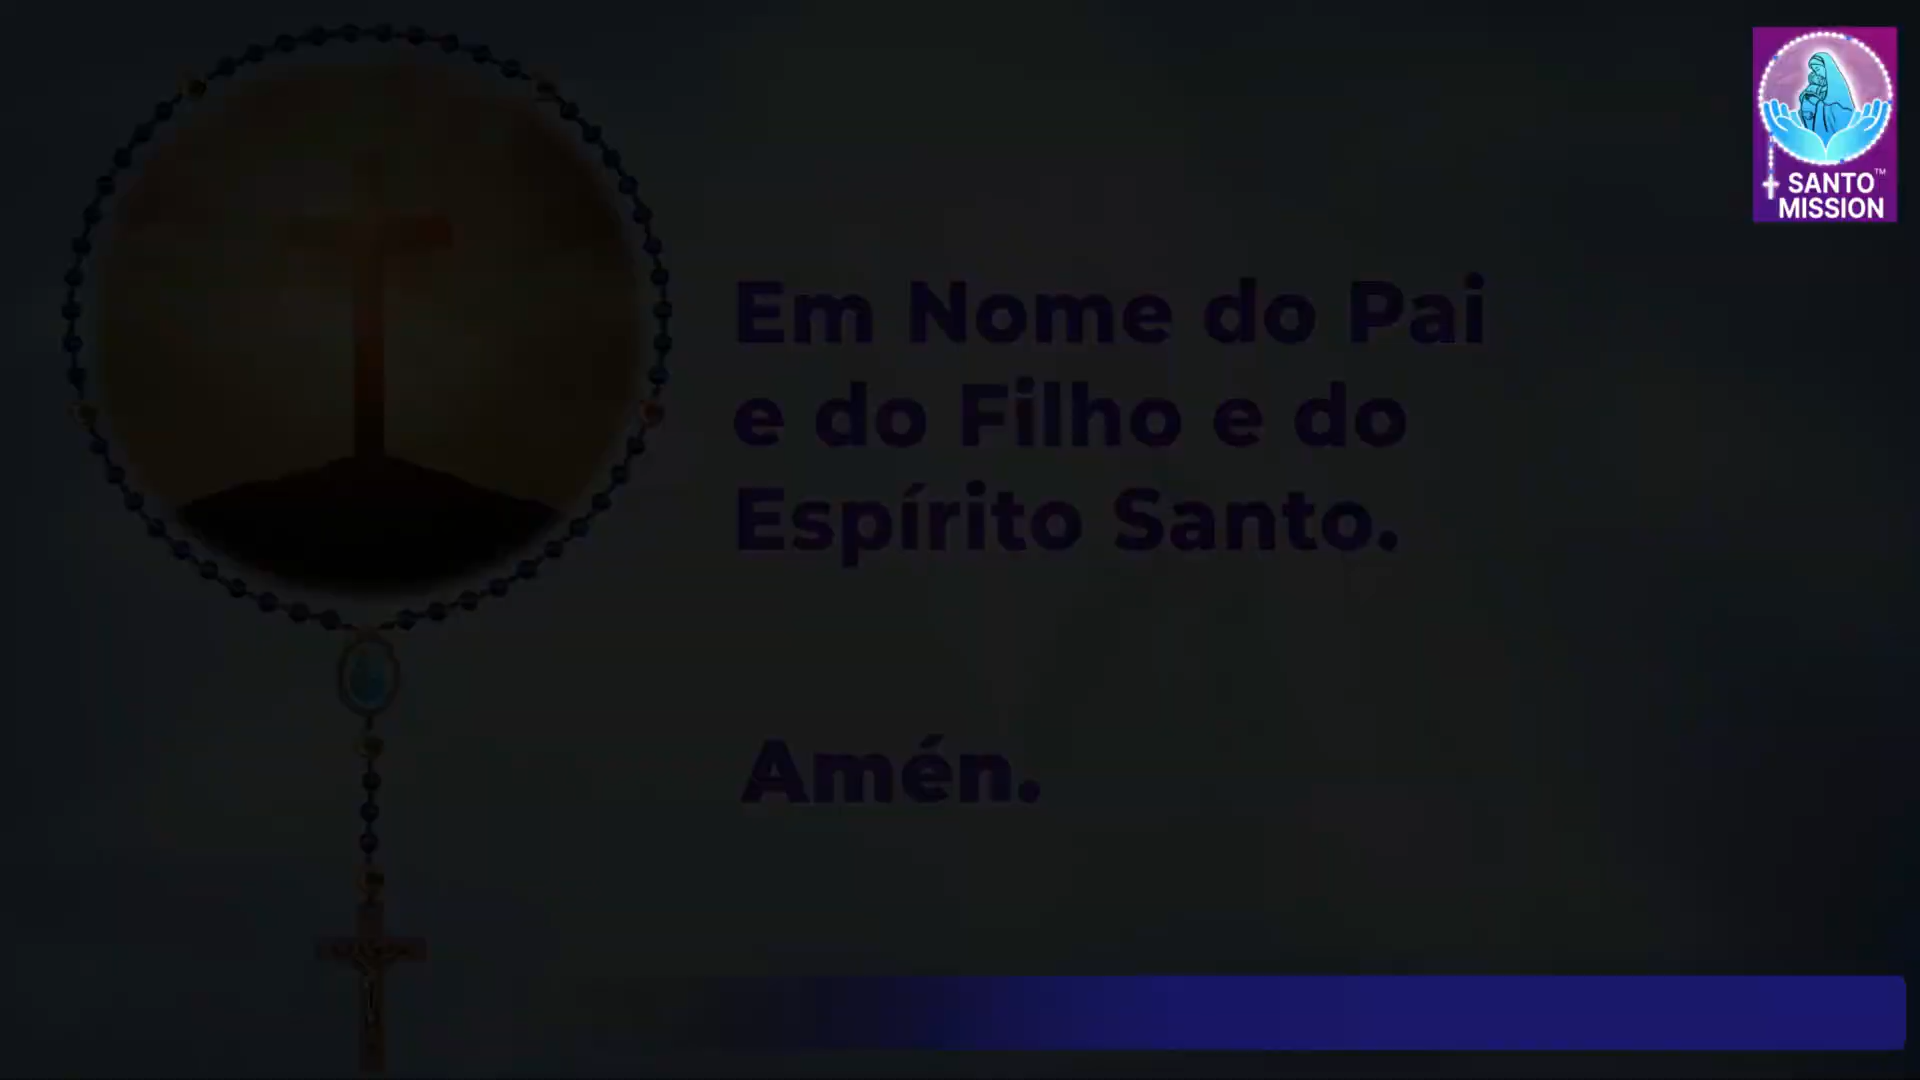 SANTO™
MISSION
Em Nome do Pai
e do Filho e do
Espírito Santo.
Amén.